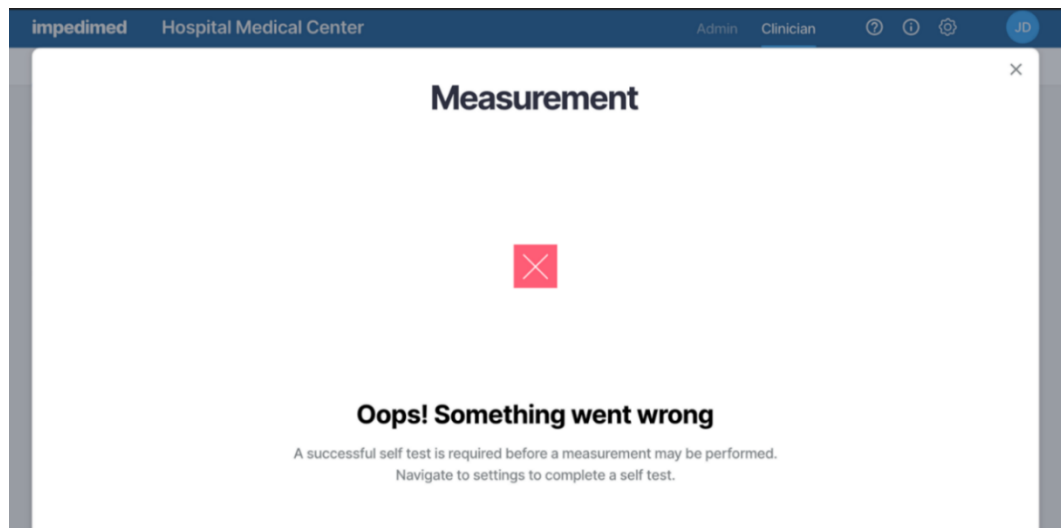 impedimed Hospital Medical Center Admin Clinician JD
Measurement
Oops! Something went wrong
A successful self test is required before a measurement may be performed.
Navigate to settings to complete a self test.